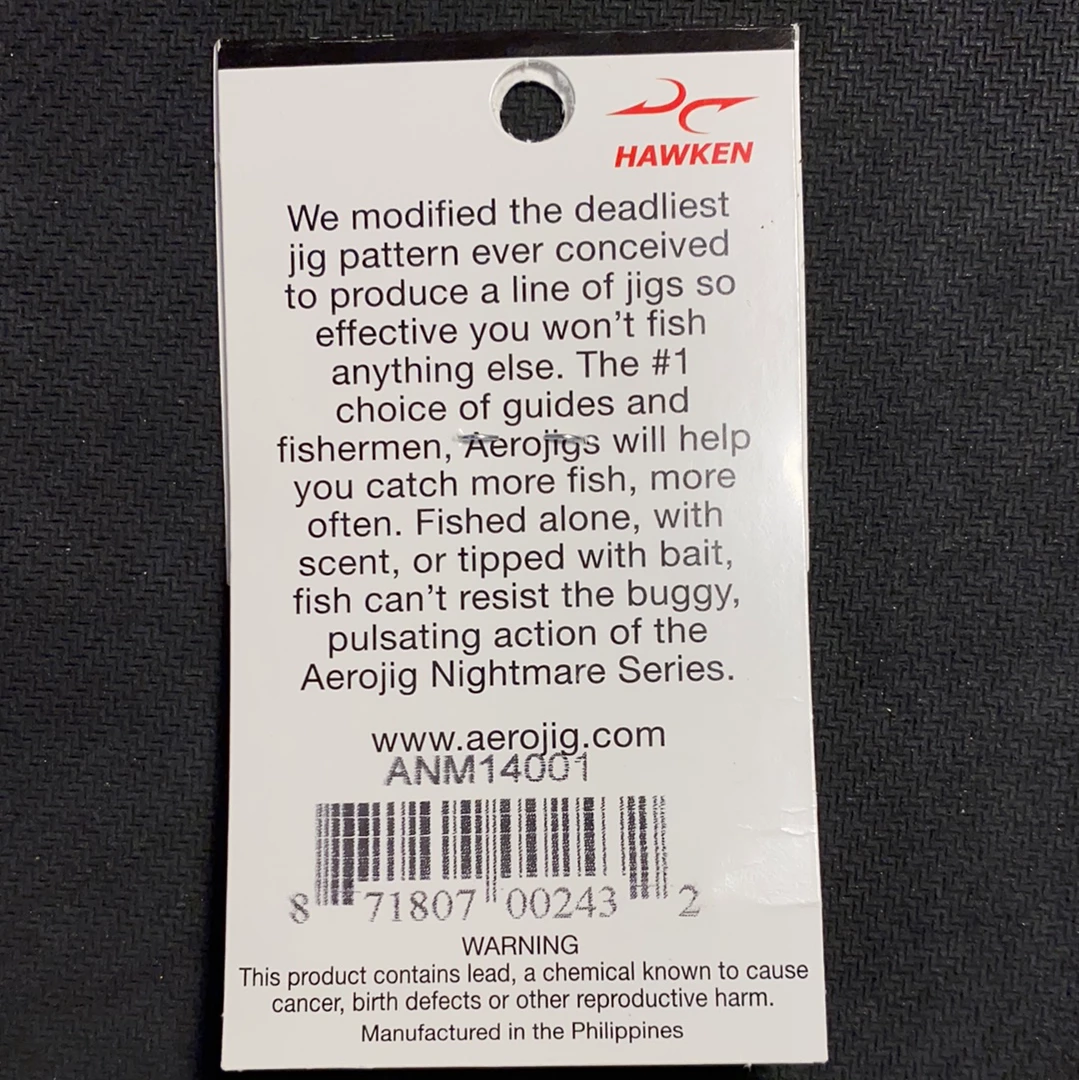 HAWKEN
We modified the deadliest
jig pattern ever conceived
to produce a line of jigs so
effective you won't fish
anything else. The #1
choice of guides and
fishermen, Aerojigs will help
you catch more fish, more
often. Fished alone, with
scent, or tipped with bait,
fish can't resist the buggy,
pulsating action of the
Aerojig Nightmare Series.
www.aerojig.com
ANM14001
8 71807 00243 2
WARNING
This product contains lead, a chemical known to cause
cancer, birth defects or other reproductive harm.
Manufactured in the Philippines